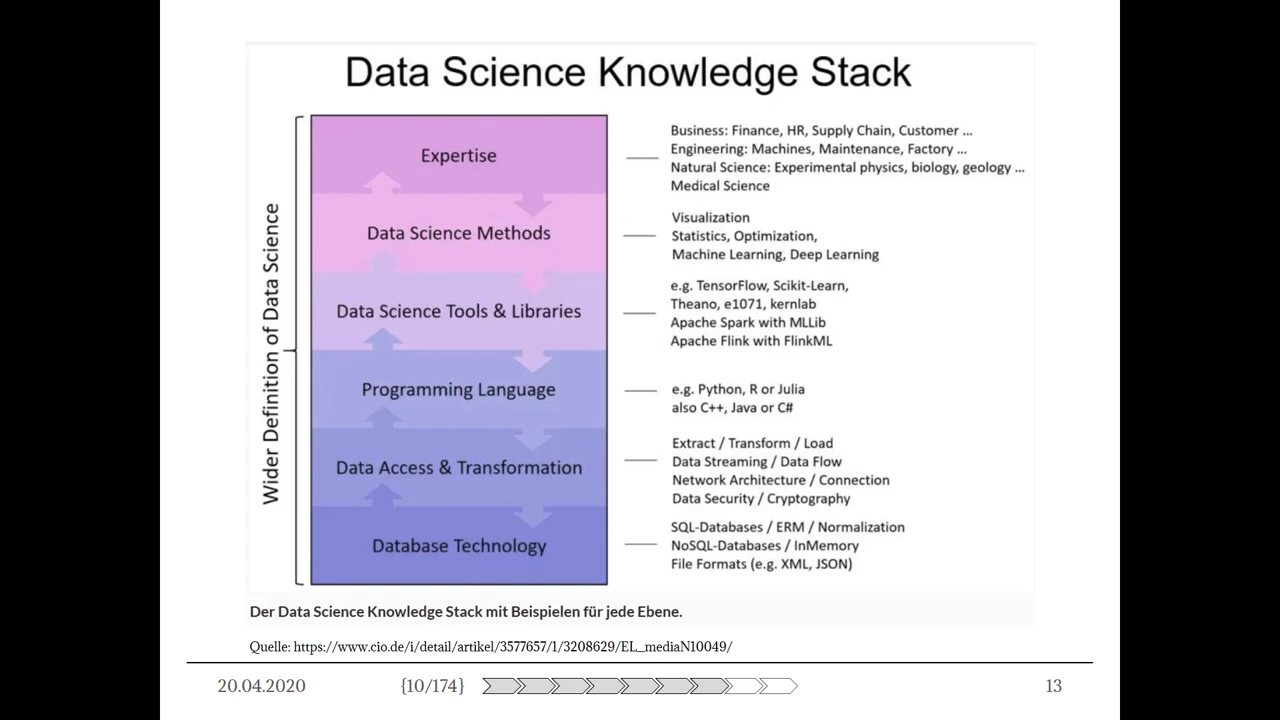 Data Science Knowledge Stack
Wider Definition of Data Science
Expertise
Business: Finance, HR, Supply Chain, Customer ...
Engineering: Machines, Maintenance, Factory ...
Natural Science: Experimental physics, biology, geology ...
Medical Science
Data Science Methods
Visualization
Statistics, Optimization,
Machine Learning, Deep Learning
Data Science Tools & Libraries
e.g. TensorFlow, Scikit-Learn,
Theano, e1071, kernlab
Apache Spark with MLLib
Apache Flink with FlinkML
Programming Language
e.g. Python, R or Julia
also C++, Java or C#
Data Access & Transformation
Extract / Transform / Load
Data Streaming / Data Flow
Network Architecture / Connection
Data Security / Cryptography
Database Technology
SQL-Databases / ERM / Normalization
NoSQL-Databases / InMemory
File Formats (e.g. XML, JSON)
Der Data Science Knowledge Stack mit Beispielen für jede Ebene.
Quelle: https://www.cio.de/i/detail/artikel/3577657/1/3208629/EL_mediaN10049/
20.04.2020
{10/174}
13